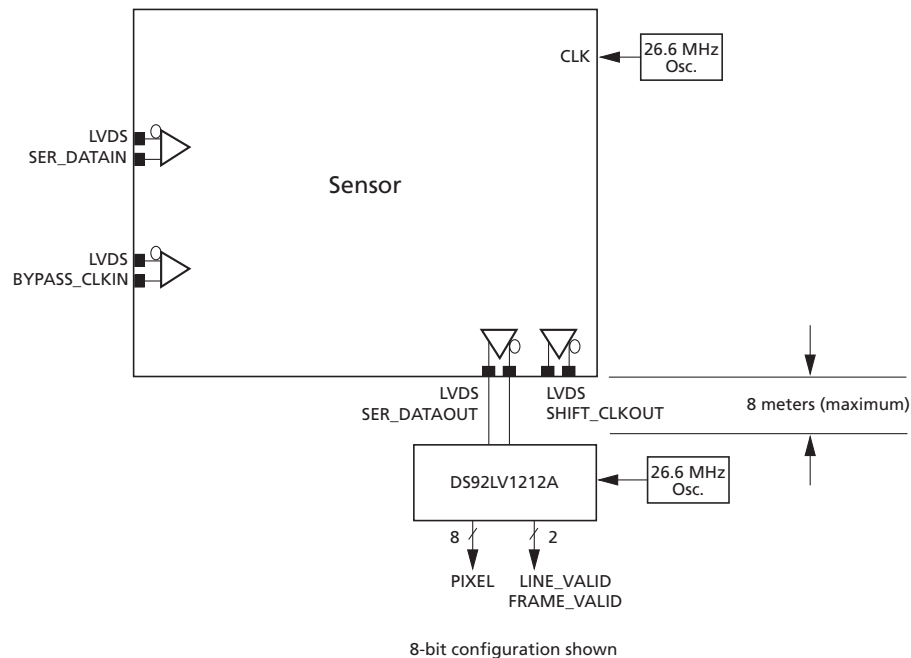 CLK
26.6 MHz
Osc.
LVDS
SER_DATAIN
Sensor
LVDS
BYPASS_CLKIN
LVDS
SER_DATAOUT
LVDS
SHIFT_CLKOUT
8 meters (maximum)
DS92LV1212A
26.6 MHz
Osc.
8
2
PIXEL
LINE_VALID
FRAME_VALID
8-bit configuration shown